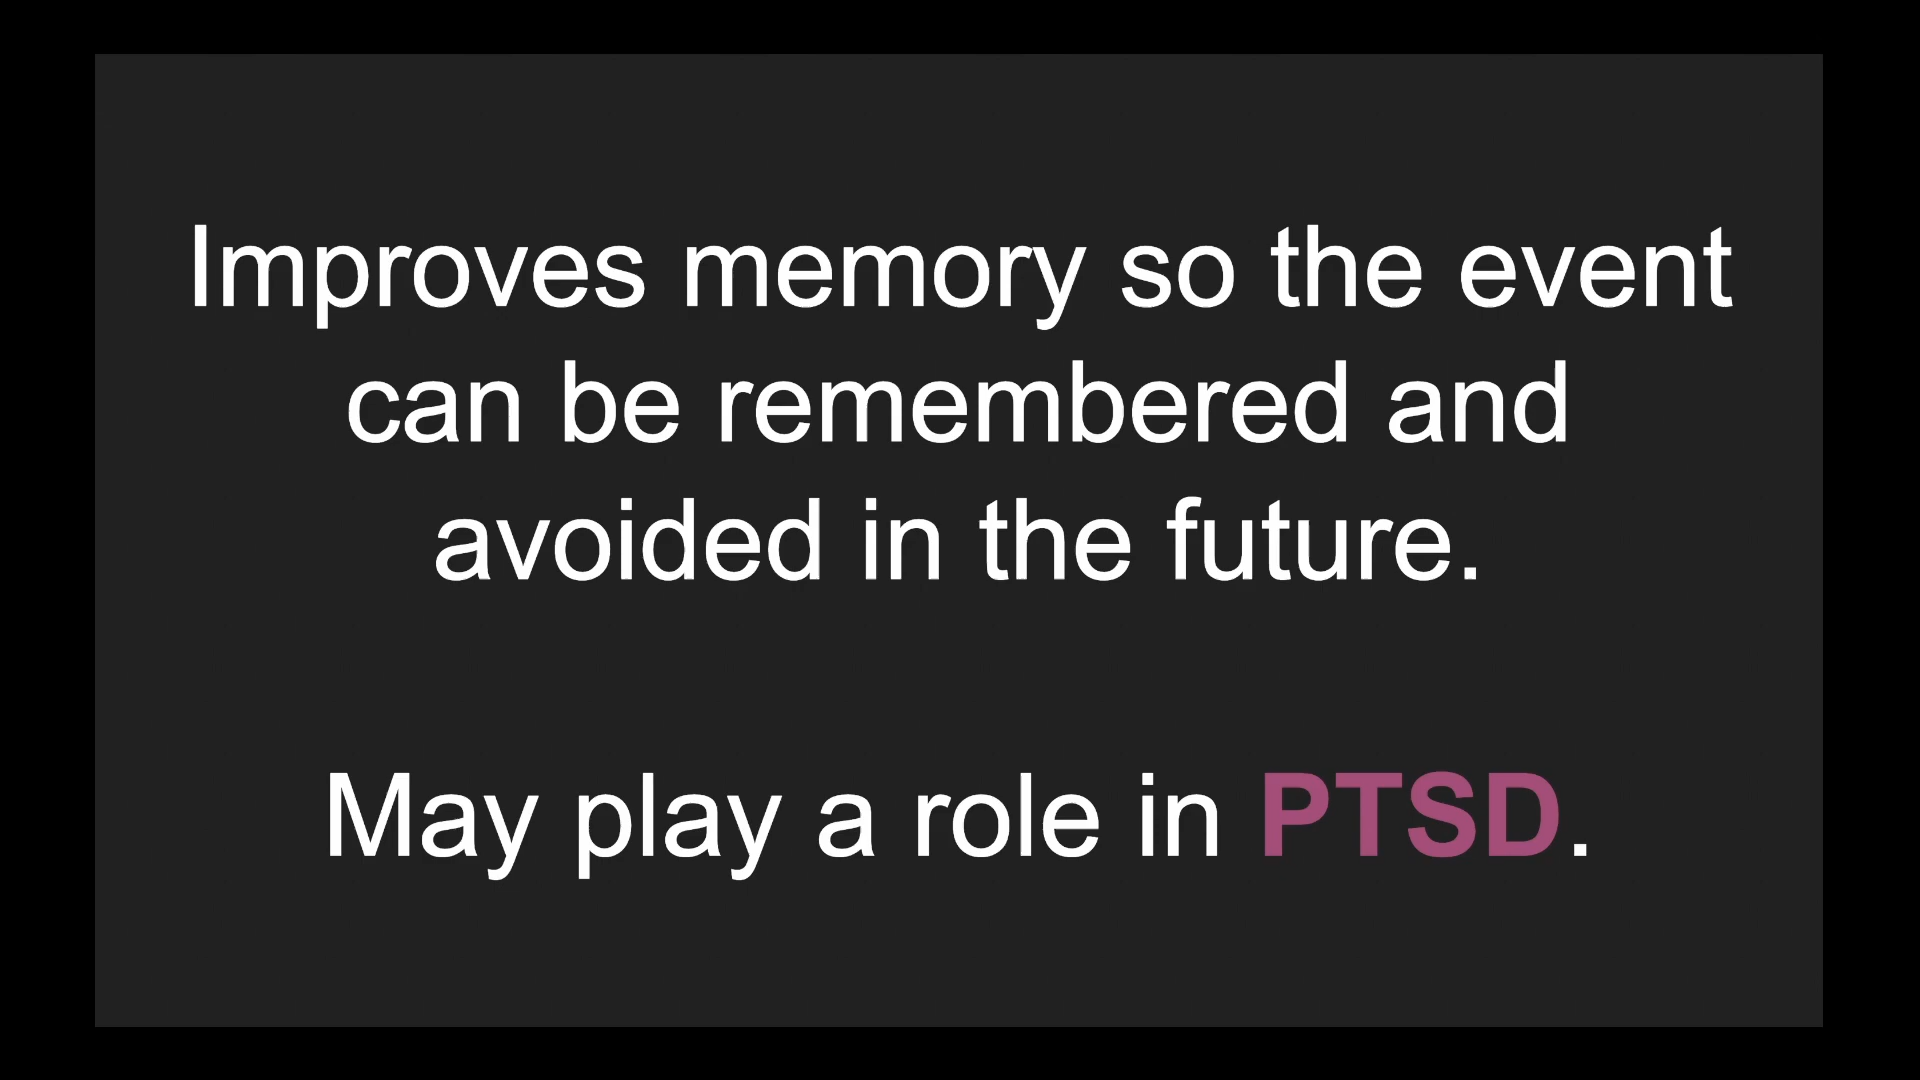 Improves memory so the event
can be remembered and
avoided in the future.
May play a role in PTSD.